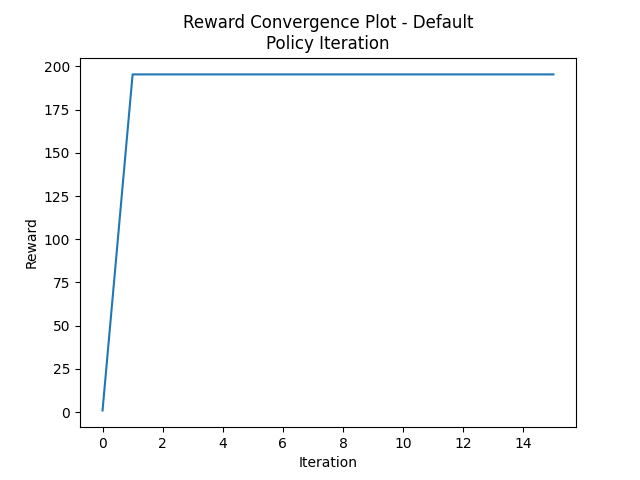 Reward Convergence Plot - Default
Policy Iteration
200
175
150
125
100
75
50
25
0
Reward
0 2 4 6 8 10 12 14
Iteration